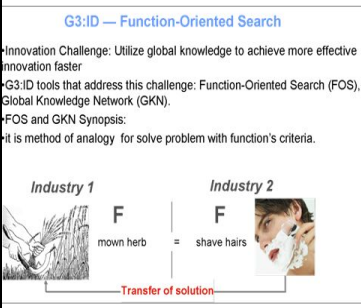 G3:ID — Function-Oriented Search
•Innovation Challenge: Utilize global knowledge to achieve more effective
innovation faster
•G3:ID tools that address this challenge: Function-Oriented Search (FOS),
Global Knowledge Network (GKN).
•FOS and GKN Synopsis:
•it is method of analogy for solve problem with function's criteria.
Industry 1
Industry 2
F
F
mown herb = shave hairs
Transfer of solution